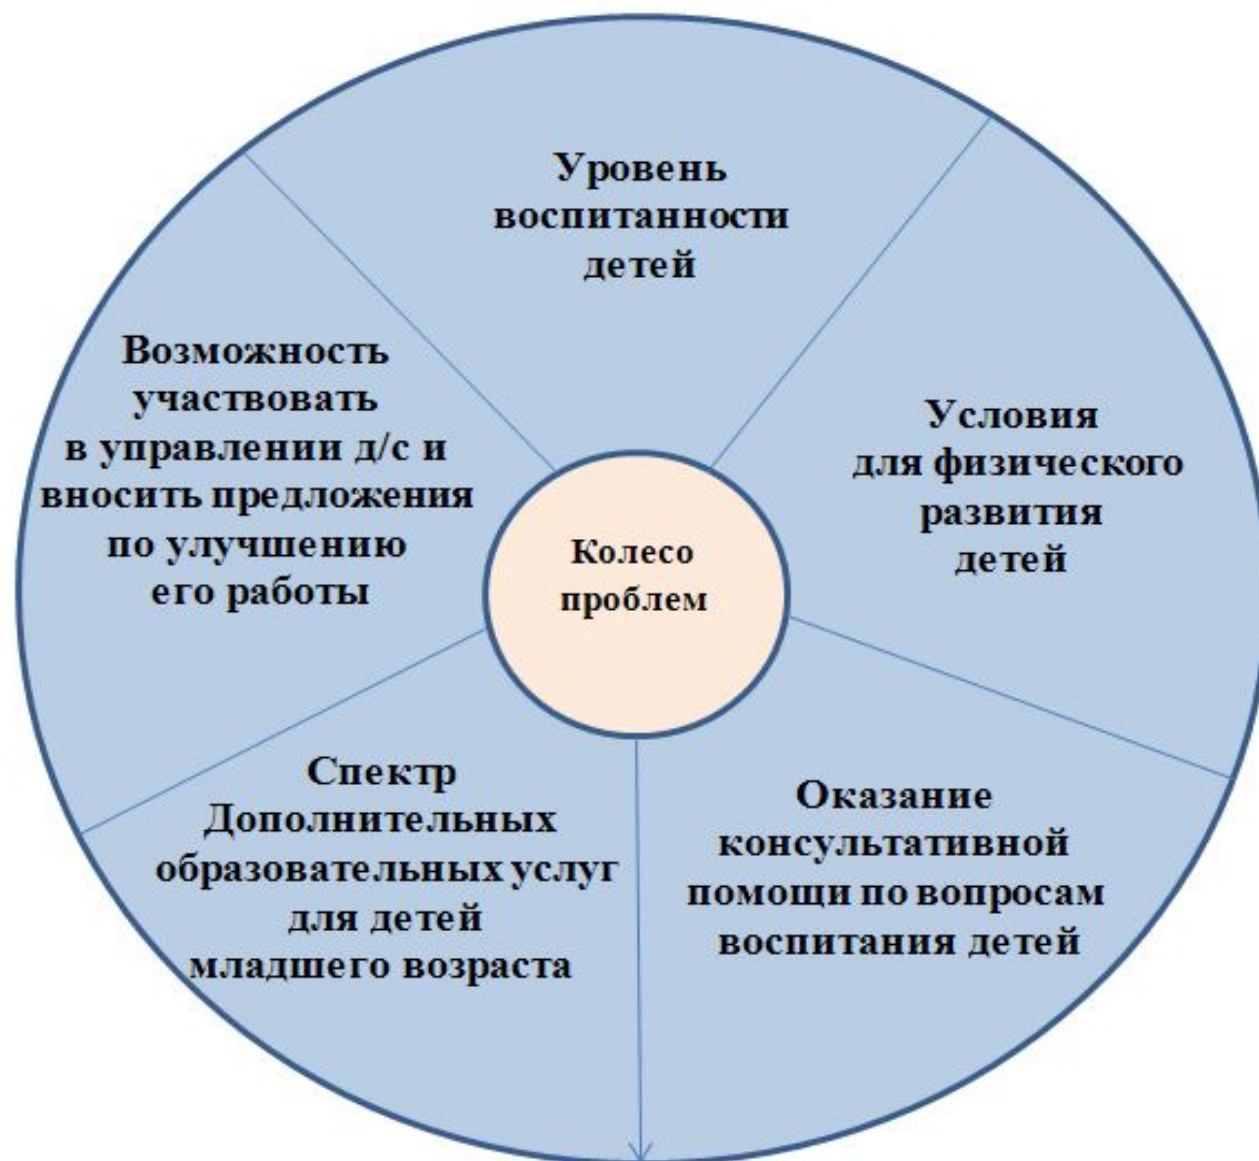 Уровень
воспитанности
детей
Возможность
участвовать
в управлении д/с и
вносить предложения
по улучшению
его работы
Условия
для физического
развития
детей
Колесо
проблем
Спектр
Дополнительных
образовательных услуг
для детей
младшего возраста
Оказание
консультативной
помощи по вопросам
воспитания детей